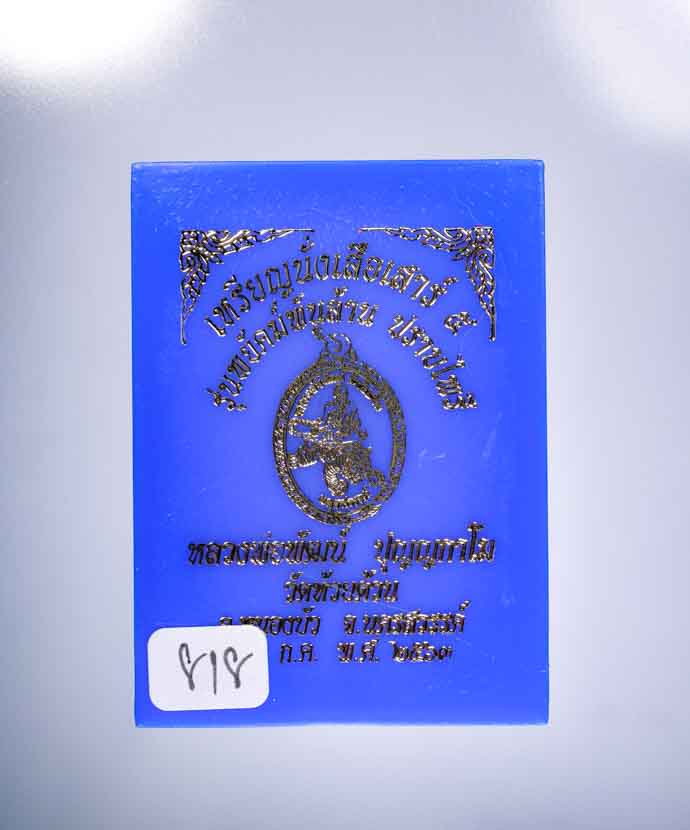 เหรียญนั่งเสือเสาร์ ๕
รุ่นพยัคฆ์พันล้าน ปราบไพรี
หลวงพ่อพัฒน์ ปุญญกาโม
วัดห้วยด้วน
หนองบัว จ.นครสวรรค์
ก.ค. พ.ศ. ๒๕๖๓
818